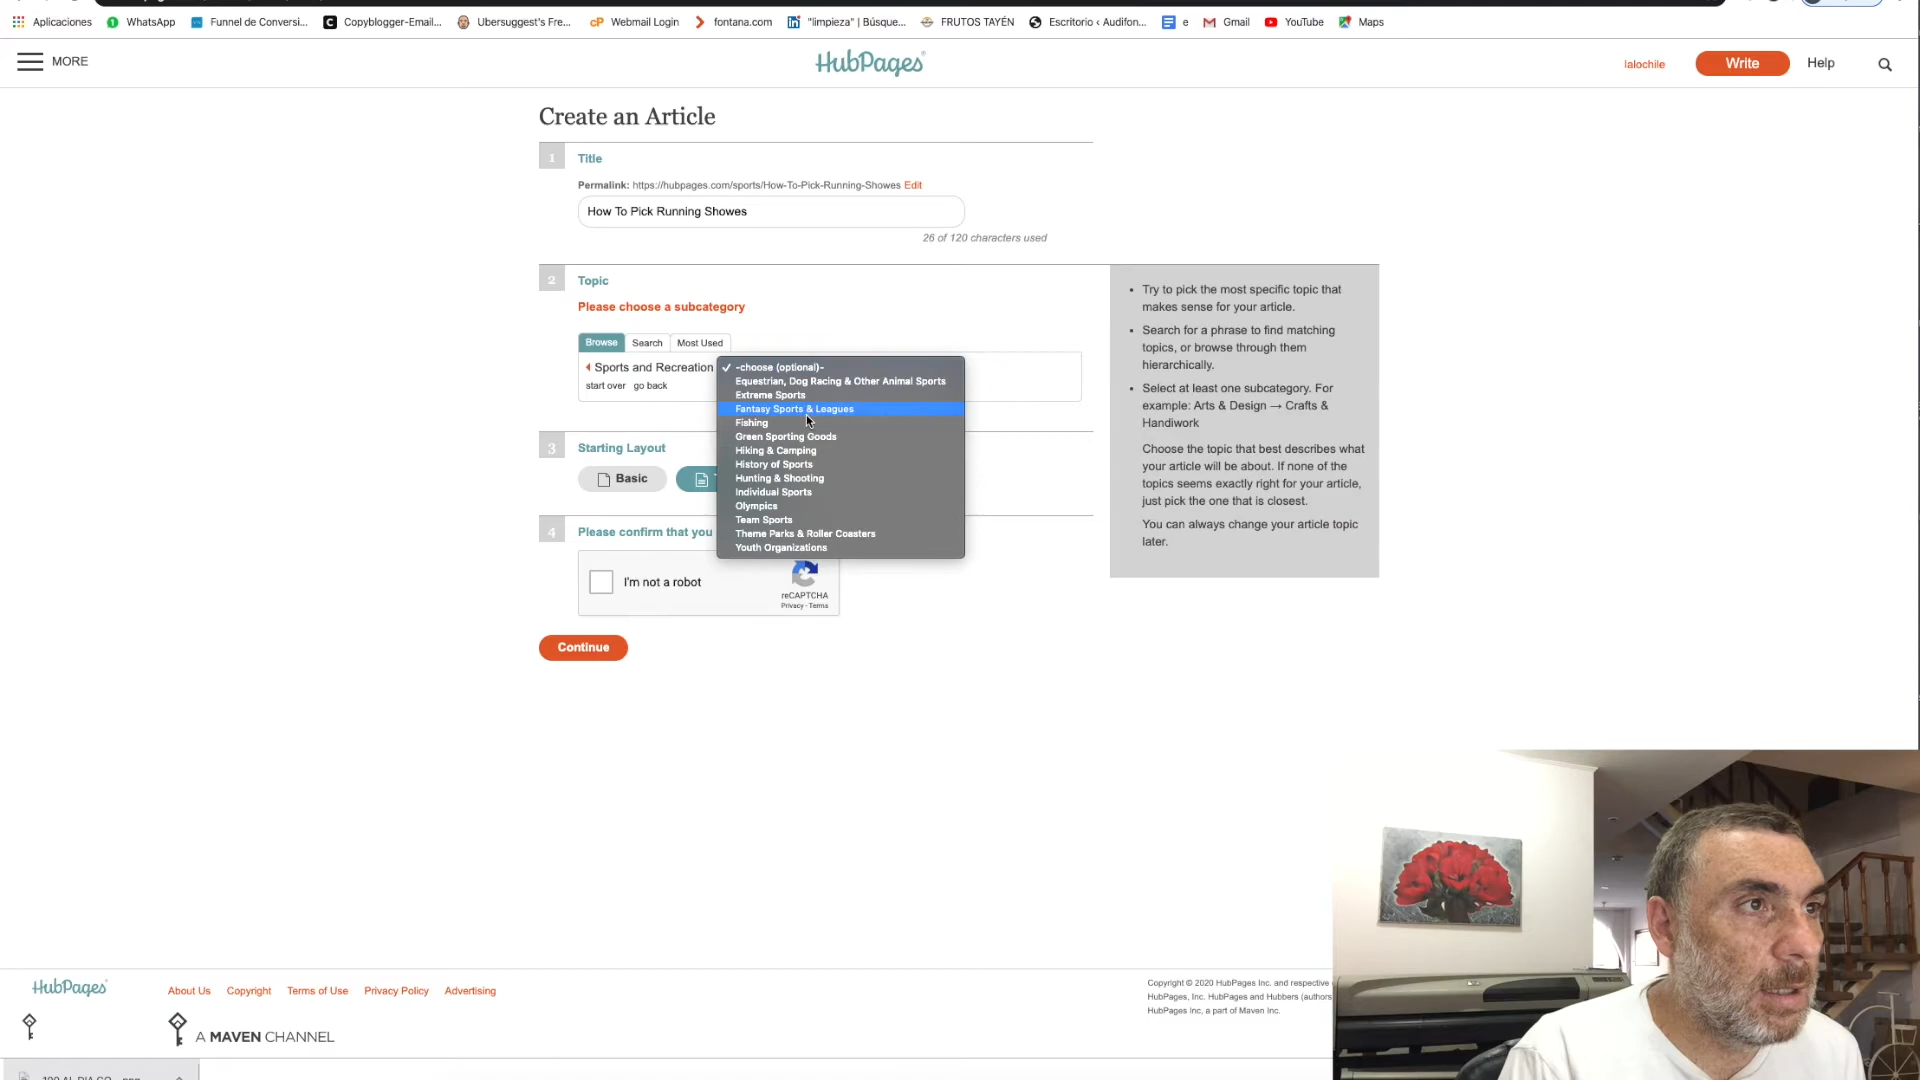 Aplicaciones WhatsApp Funnel de Conversi... Copyblogger-Email... Ubersuggest's Fre... Webmail Login fontana.com "limpieza" | Búsque... FRUTOS TAYÉN Escritorio ‹ Audifon... e Gmail YouTube Maps
MORE HubPages lalochile Write Help
Create an Article
1 Title
Permalink: https://hubpages.com/sports/How-To-Pick-Running-Showes Edit
How To Pick Running Showes
26 of 120 characters used
2 Topic
Please choose a subcategory
Browse Search Most Used
Sports and Recreation
start over go back
✓ -choose (optional)-
Equestrian, Dog Racing & Other Animal Sports
Extreme Sports
Fantasy Sports & Leagues
Fishing
Green Sporting Goods
Hiking & Camping
History of Sports
Hunting & Shooting
Individual Sports
Olympics
Team Sports
Theme Parks & Roller Coasters
Youth Organizations
• Try to pick the most specific topic that
makes sense for your article.
• Search for a phrase to find matching
topics, or browse through them
hierarchically.
• Select at least one subcategory. For
example: Arts & Design → Crafts &
Handiwork
Choose the topic that best describes what
your article will be about. If none of the
topics seems exactly right for your article,
just pick the one that is closest.
You can always change your article topic
later.
3 Starting Layout
Basic
4 Please confirm that you
I'm not a robot
reCAPTCHA
Privacy - Terms
Continue
HubPages
About Us Copyright Terms of Use Privacy Policy Advertising
A MAVEN CHANNEL
Copyright © 2020 HubPages Inc. and respective
HubPages, Inc. HubPages and Hubbers (authors
HubPages Inc, a part of Maven Inc.